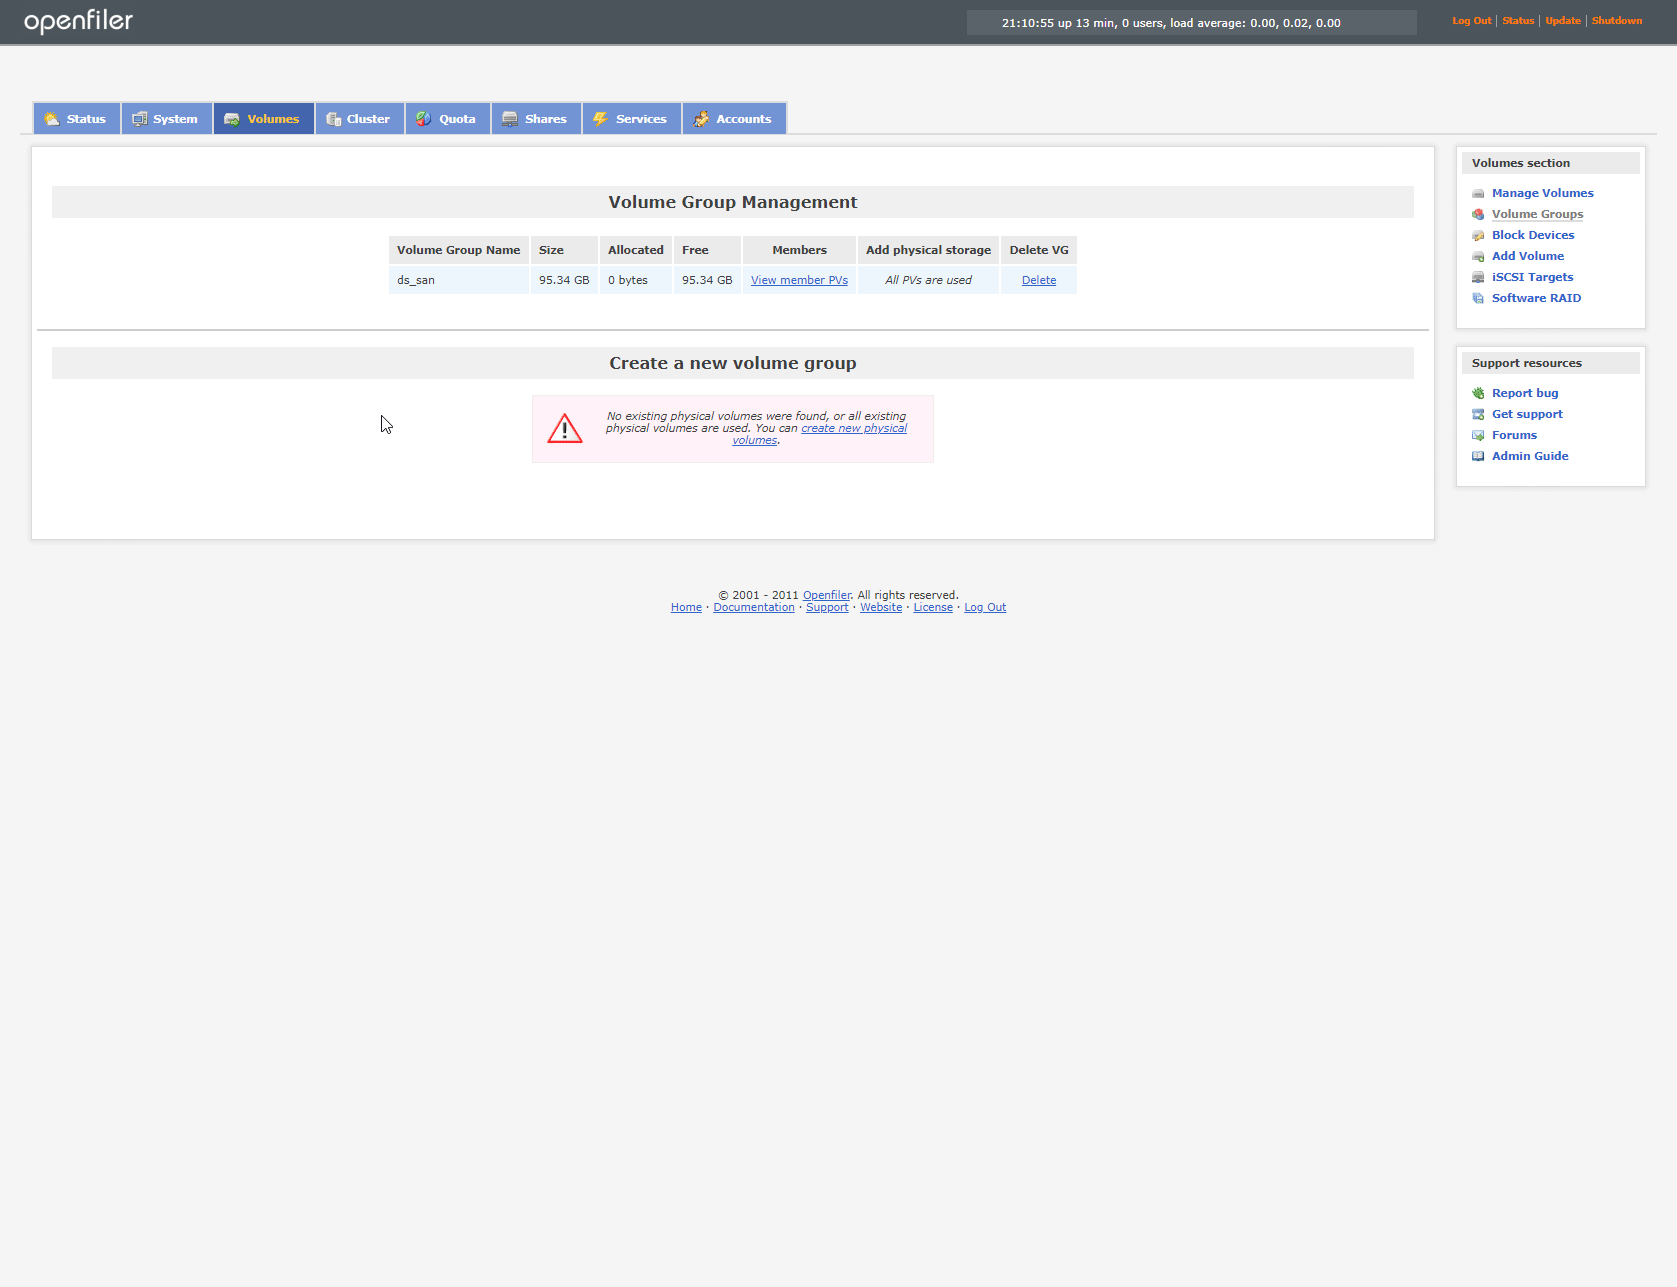 openfiler
21:10:55 up 13 min, 0 users, load average: 0.00, 0.02, 0.00
Log Out | Status | Update | Shutdown
Status
System
Volumes
Cluster
Quota
Shares
Services
Accounts
Volume Group Management
Volume Group Name Size Allocated Free Members Add physical storage Delete VG
ds_san 95.34 GB 0 bytes 95.34 GB View member PVs All PVs are used Delete
Create a new volume group
No existing physical volumes were found, or all existing
physical volumes are used. You can create new physical
volumes.
Volumes section
Manage Volumes
Volume Groups
Block Devices
Add Volume
iSCSI Targets
Software RAID
Support resources
Report bug
Get support
Forums
Admin Guide
© 2001 - 2011 Openfiler. All rights reserved.
Home · Documentation · Support · Website · License · Log Out